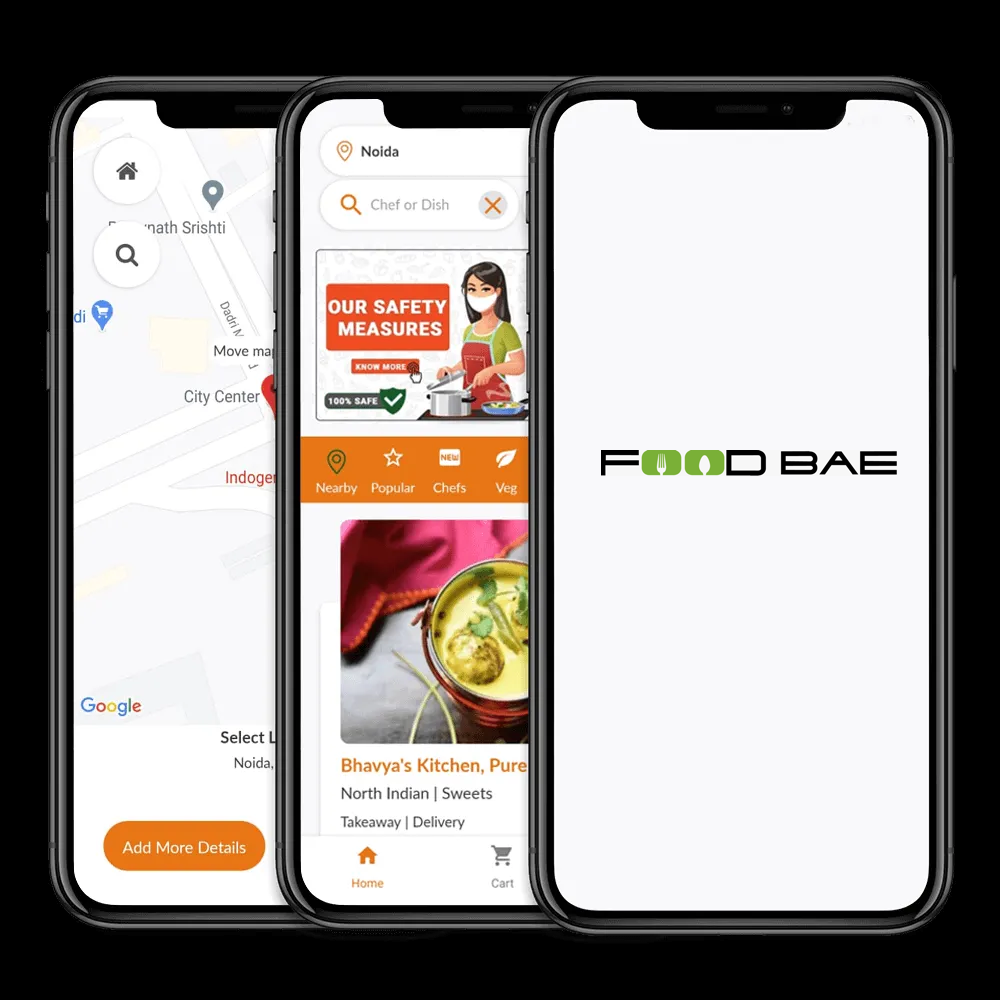 nath Srishti
di
Dadri M
Move map
City Center
Google
Select L
Noida,
Add More Details
Noida
Chef or Dish
OUR SAFETY
MEASURES
KNOW MORE
100% SAFE
Nearby Popular NEW Chefs Veg
Bhavya's Kitchen, Pure
North Indian | Sweets
Takeaway | Delivery
Home Cart
FOOD BAE